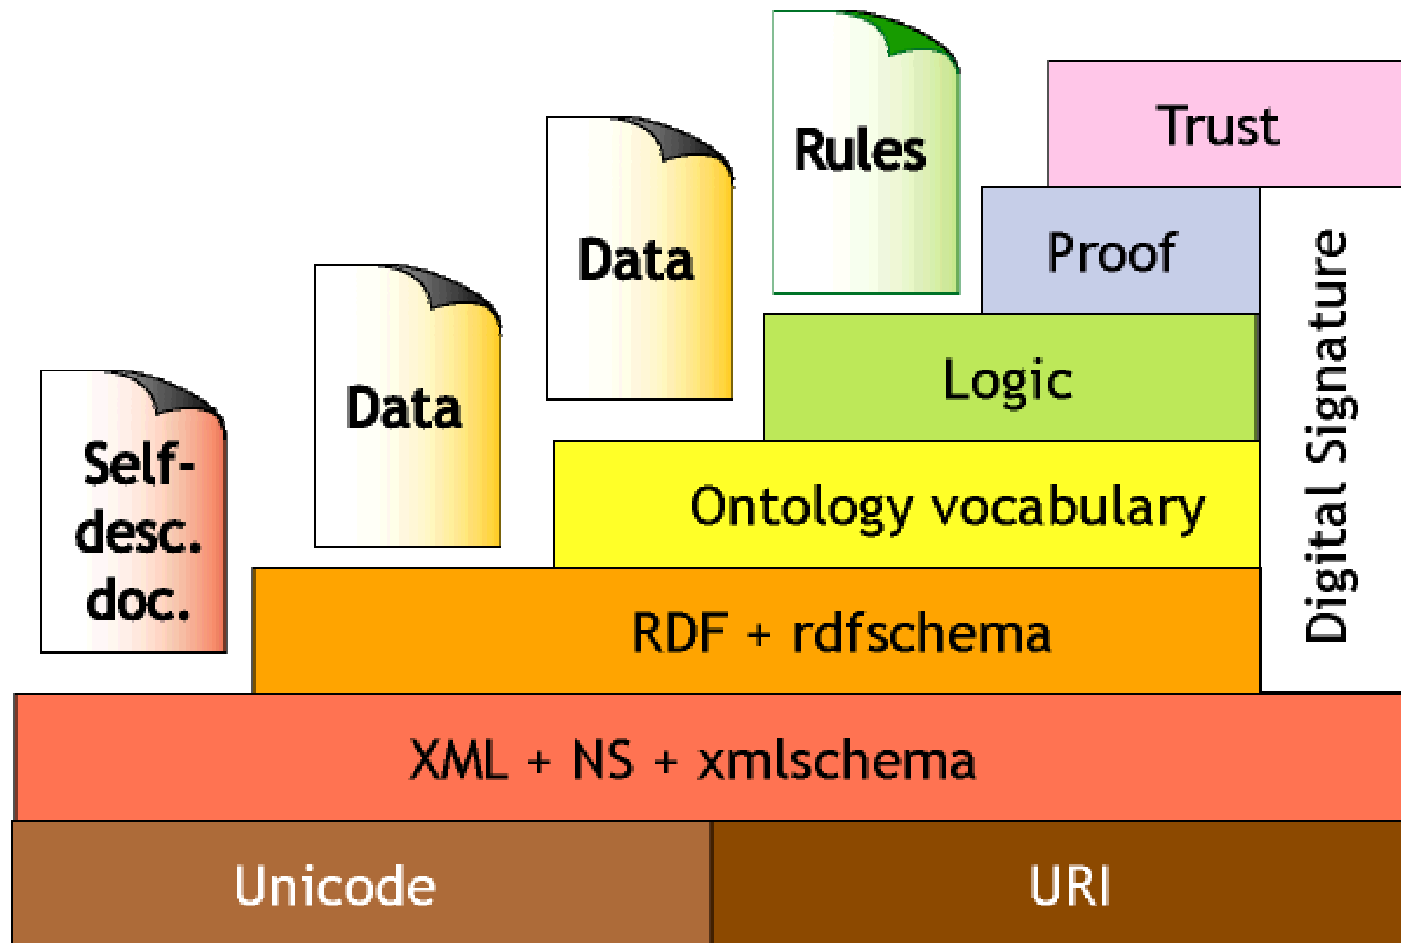 Rules
Trust
Data
Proof
Data
Logic
Self-
desc.
doc.
Ontology vocabulary
Digital Signature
RDF + rdfschema
XML + NS + xmlschema
Unicode
URI